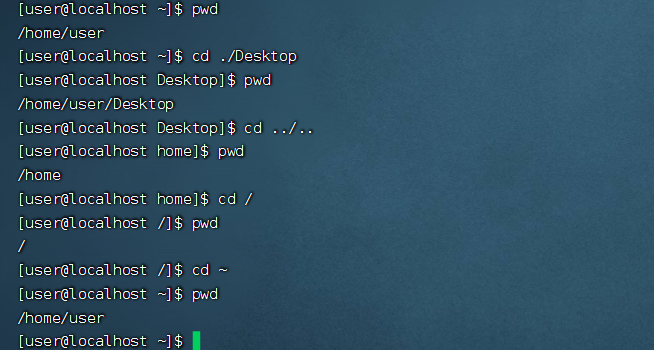 [user@localhost ~]$ pwd
/home/user
[user@localhost ~]$ cd ./Desktop
[user@localhost Desktop]$ pwd
/home/user/Desktop
[user@localhost Desktop]$ cd ../..
[user@localhost home]$ pwd
/home
[user@localhost home]$ cd /
[user@localhost /]$ pwd
/
[user@localhost /]$ cd ~
[user@localhost ~]$ pwd
/home/user
[user@localhost ~]$